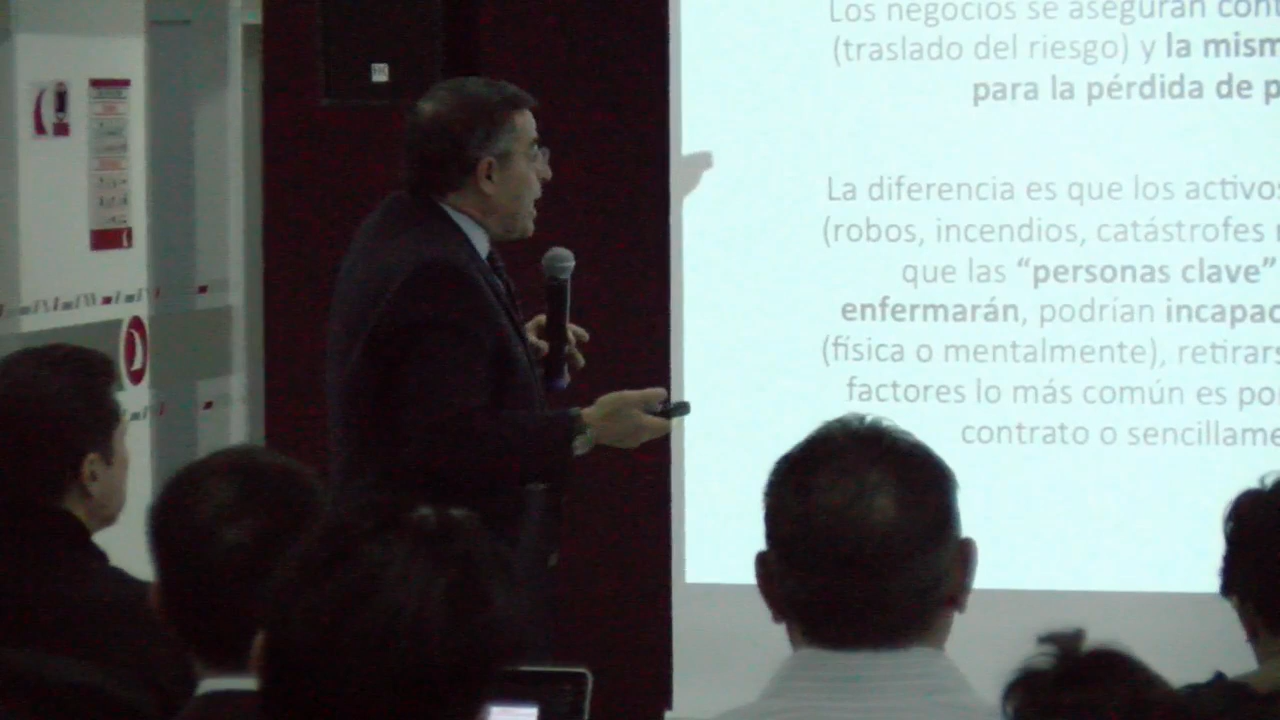 Los negocios se aseguran cont
(traslado del riesgo) y la mism
para la pérdida de p
La diferencia es que los activos
(robos, incendios, catástrofes
que las “personas clave”
enfermarán, podrían incapac
(física o mentalmente), retirars
factores lo más común es po
contrato o sencillame